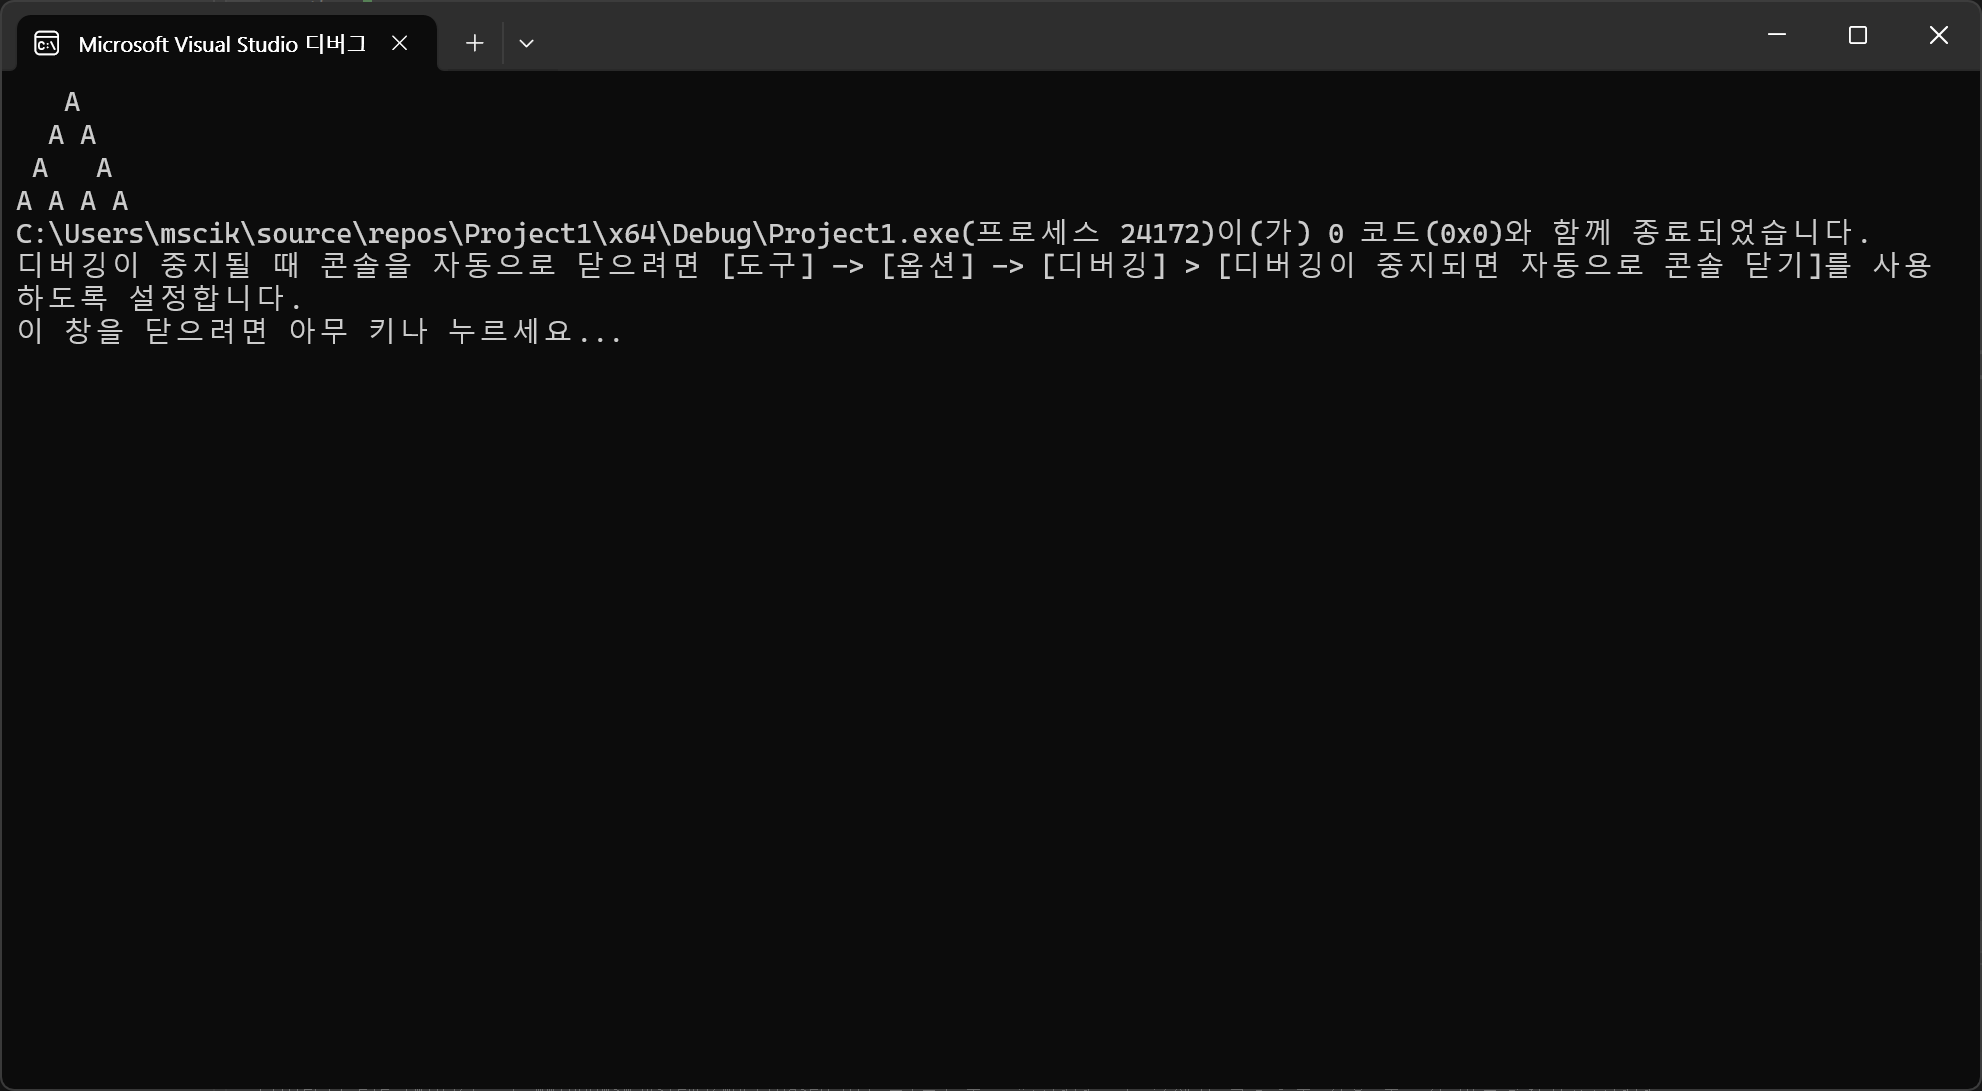 Microsoft Visual Studio 디버그
   A
  A A
 A   A
A A A A
C:\Users\mscik\source\repos\Project1\x64\Debug\Project1.exe(프로세스 24172)이(가) 0 코드(0x0)와 함께 종료되었습니다.
디버깅이 중지될 때 콘솔을 자동으로 닫으려면 [도구] -> [옵션] -> [디버깅] > [디버깅이 중지되면 자동으로 콘솔 닫기]를 사용
하도록 설정합니다.
이 창을 닫으려면 아무 키나 누르세요...